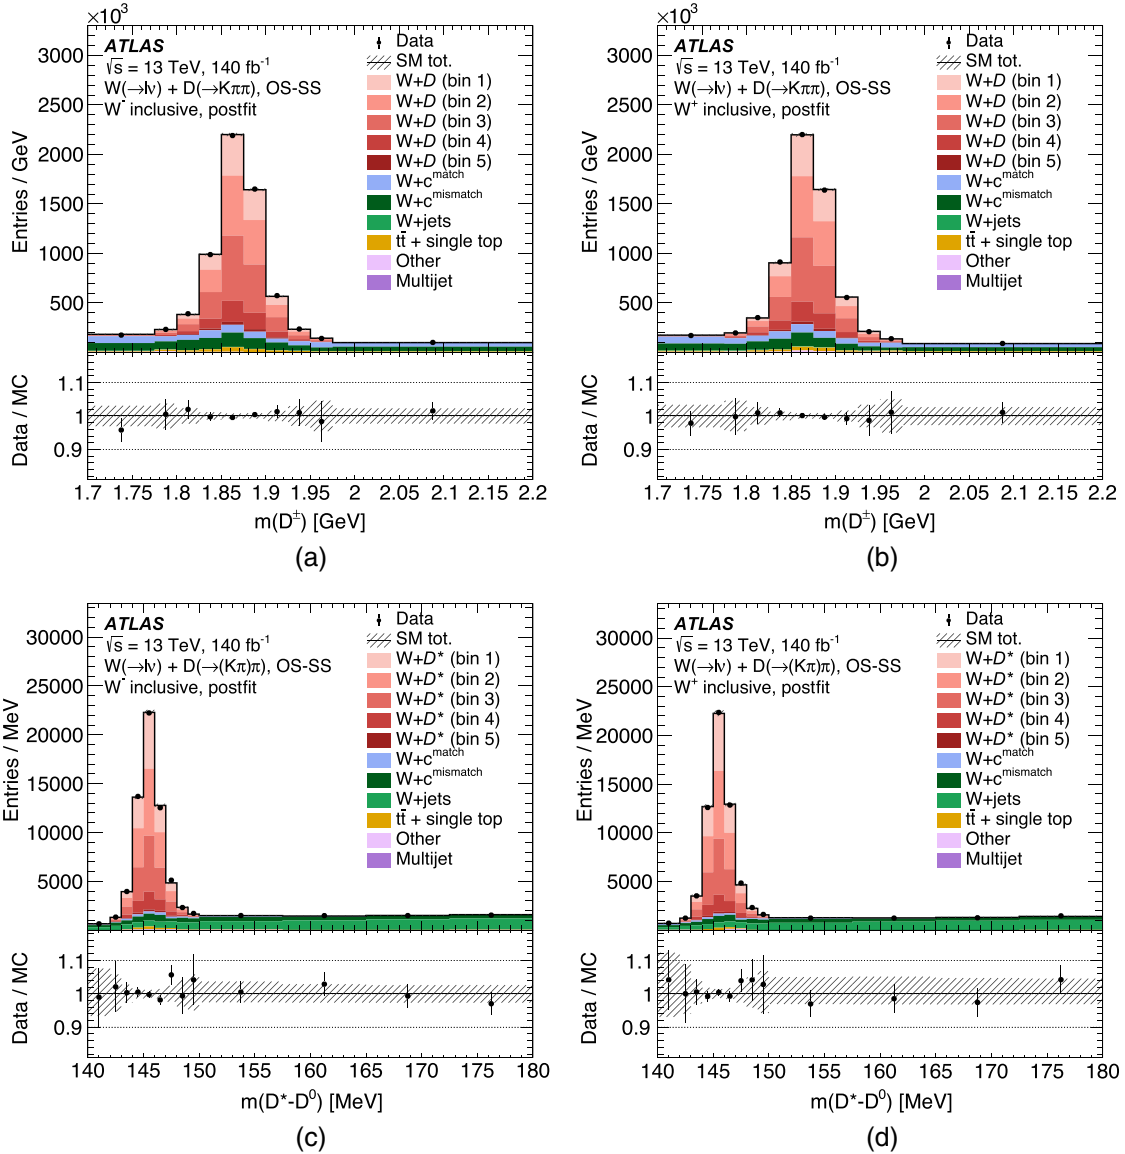 ×10³
ATLAS
√s = 13 TeV, 140 fb⁻¹
W(→lν) + D(→Kππ), OS-SS
W⁻ inclusive, postfit
Data
SM tot.
W+D (bin 1)
W+D (bin 2)
W+D (bin 3)
W+D (bin 4)
W+D (bin 5)
W+c^match
W+c^mismatch
W+jets
tt̄ + single top
Other
Multijet
Entries / GeV
3000
2500
2000
1500
1000
500
Data / MC
1.1
1
0.9
1.7 1.75 1.8 1.85 1.9 1.95 2 2.05 2.1 2.15 2.2
m(D±) [GeV]
(a)
×10³
ATLAS
√s = 13 TeV, 140 fb⁻¹
W(→lν) + D(→Kππ), OS-SS
W⁺ inclusive, postfit
Data
SM tot.
W+D (bin 1)
W+D (bin 2)
W+D (bin 3)
W+D (bin 4)
W+D (bin 5)
W+c^match
W+c^mismatch
W+jets
tt̄ + single top
Other
Multijet
Entries / GeV
3000
2500
2000
1500
1000
500
Data / MC
1.1
1
0.9
1.7 1.75 1.8 1.85 1.9 1.95 2 2.05 2.1 2.15 2.2
m(D±) [GeV]
(b)
ATLAS
√s = 13 TeV, 140 fb⁻¹
W(→lν) + D(→(Kπ)π), OS-SS
W⁻ inclusive, postfit
Data
SM tot.
W+D* (bin 1)
W+D* (bin 2)
W+D* (bin 3)
W+D* (bin 4)
W+D* (bin 5)
W+c^match
W+c^mismatch
W+jets
tt̄ + single top
Other
Multijet
Entries / MeV
30000
25000
20000
15000
10000
5000
Data / MC
1.1
1
0.9
140 145 150 155 160 165 170 175 180
m(D*-D⁰) [MeV]
(c)
ATLAS
√s = 13 TeV, 140 fb⁻¹
W(→lν) + D(→(Kπ)π), OS-SS
W⁺ inclusive, postfit
Data
SM tot.
W+D* (bin 1)
W+D* (bin 2)
W+D* (bin 3)
W+D* (bin 4)
W+D* (bin 5)
W+c^match
W+c^mismatch
W+jets
tt̄ + single top
Other
Multijet
Entries / MeV
30000
25000
20000
15000
10000
5000
Data / MC
1.1
1
0.9
140 145 150 155 160 165 170 175 180
m(D*-D⁰) [MeV]
(d)